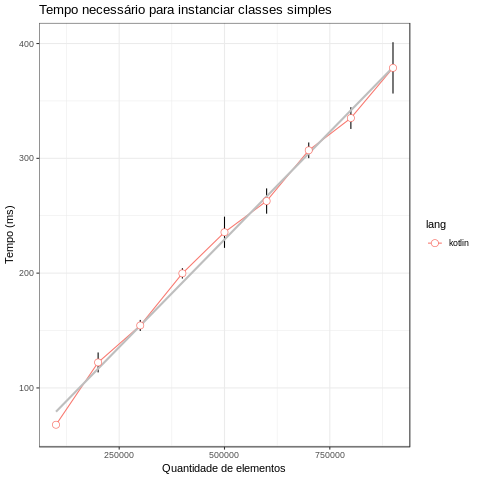 Tempo necessário para instanciar classes simples
400
300
200
100
Tempo (ms)
250000
500000
750000
Quantidade de elementos
lang
kotlin